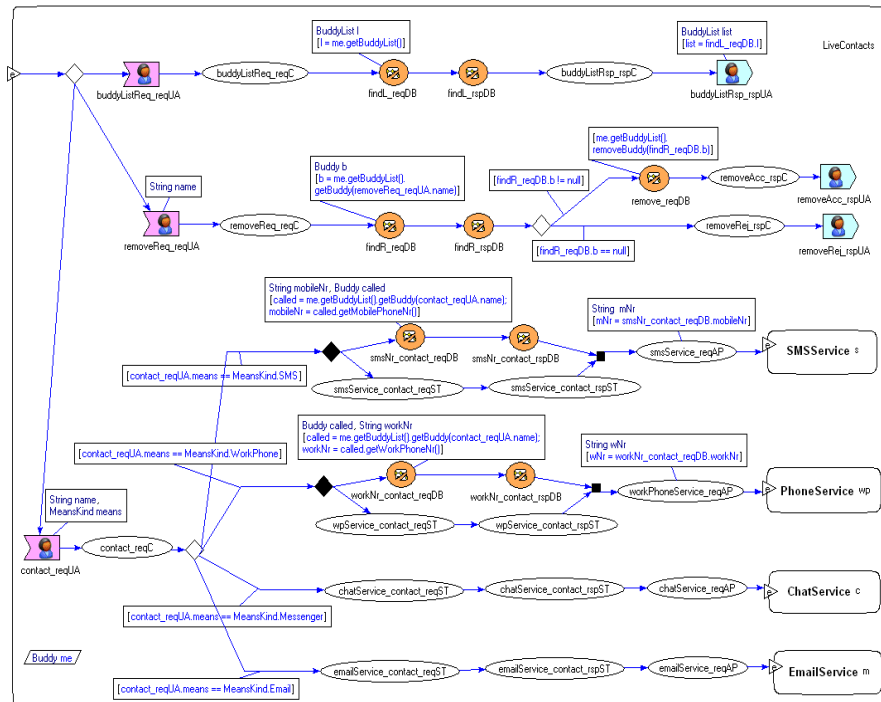 BuddyList l
[l = me.getBuddyList()]
BuddyList list
[list = findL_reqDB.l]
LiveContacts
e
buddyListReq_reqUA
buddyListReq_reqC
findL_reqDB
findL_rspDB
buddyListRsp_rspC
buddyListRsp_rspUA
Buddy b
[b = me.getBuddyList().
getBuddy(removeReq_reqUA.name)]
[me.getBuddyList().
removeBuddy(findR_reqDB.b)]
String name
[findR_reqDB.b != null]
remove_reqDB
removeAcc_rspC
removeAcc_rspUA
removeReq_reqUA
removeReq_reqC
findR_reqDB
findR_rspDB
[findR_reqDB.b == null]
removeRej_rspC
removeRej_rspUA
String mobileNr, Buddy called
[called = me.getBuddyList().getBuddy(contact_reqUA.name);
mobileNr = called.getMobilePhoneNr()]
String mNr
[mNr = smsNr_contact_reqDB.mobileNr]
smsNr_contact_reqDB
smsNr_contact_rspDB
smsService_reqAP
e
SMSService s
[contact_reqUA.means == MeansKind.SMS]
smsService_contact_reqST
smsService_contact_rspST
Buddy called, String workNr
[called = me.getBuddyList().getBuddy(contact_reqUA.name);
workNr = called.getWorkPhoneNr()]
[contact_reqUA.means == MeansKind.WorkPhone]
String wNr
[wNr = workNr_contact_reqDB.workNr]
workNr_contact_reqDB
workNr_contact_rspDB
workPhoneService_reqAP
e
PhoneService wp
String name,
MeansKind means
wpService_contact_reqST
wpService_contact_rspST
contact_reqUA
contact_reqC
chatService_contact_reqST
chatService_contact_rspST
chatService_reqAP
e
ChatService c
[contact_reqUA.means == MeansKind.Messenger]
Buddy me
emailService_contact_reqST
emailService_contact_rspST
emailService_reqAP
e
EmailService m
[contact_reqUA.means == MeansKind.Email]